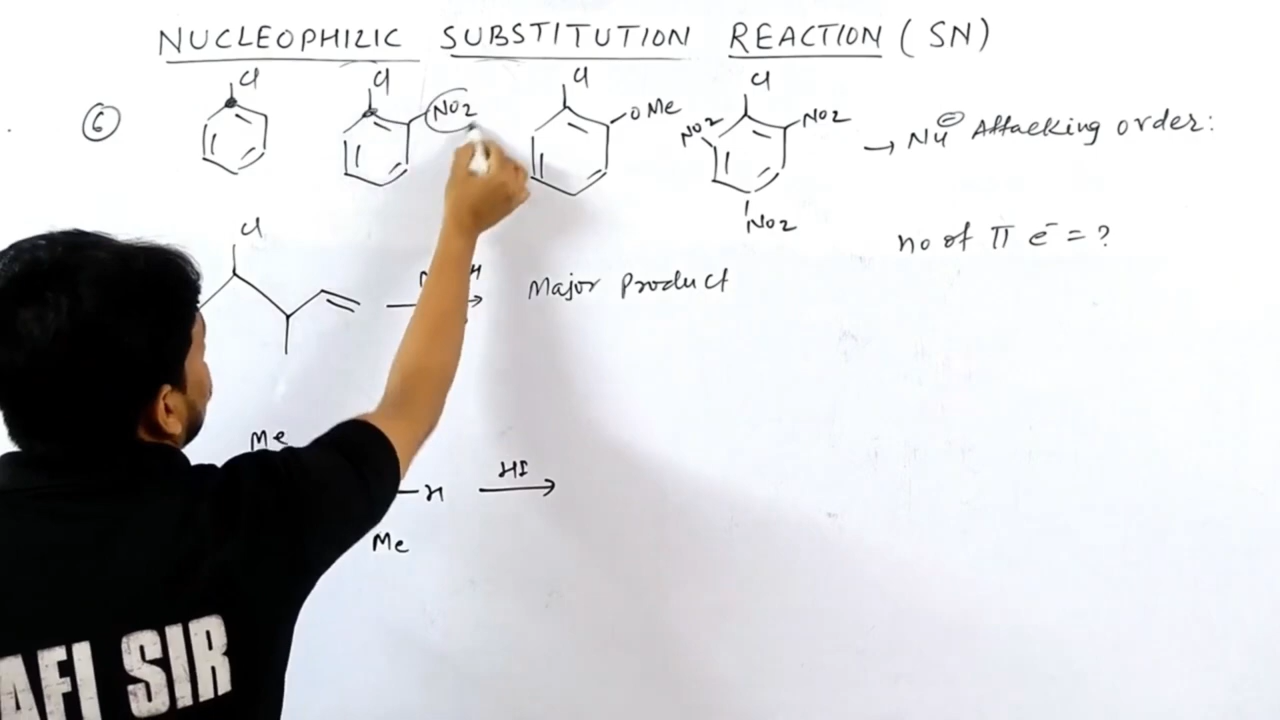 NUCLEOPHILIC SUBSTITUTION REACTION (SN)
6
Cl Cl NO2 Cl OMe Cl NO2 NO2 NO2 → Nu⊖ Attacking order:
no of π e- = ?
Cl
Major Product
Me
H HI
Me
AFI SIR